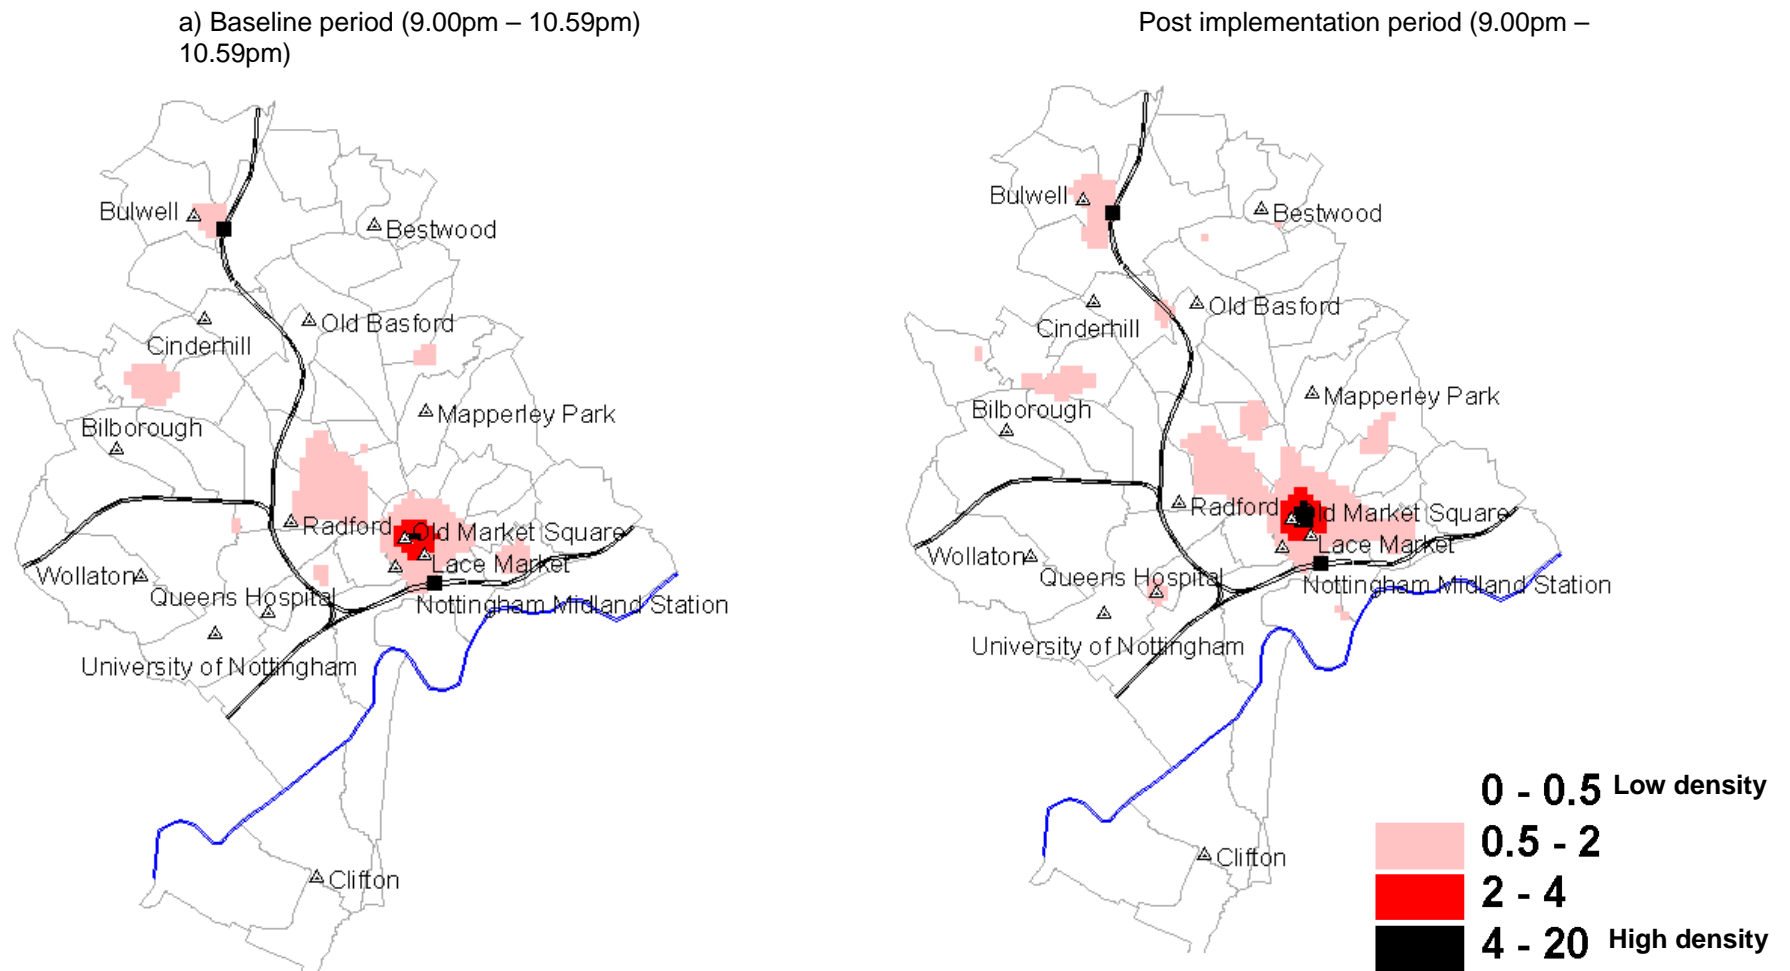 a) Baseline period (9.00pm – 10.59pm)
Post implementation period (9.00pm –
10.59pm)
Bulwell
Bestwood
Cinderhill
Old Basford
Mapperley Park
Bilborough
Radford
Old Market Square
Lace Market
Wollaton
Queens Hospital
Nottingham Midland Station
University of Nottingham
Clifton
Bulwell
Bestwood
Old Basford
Cinderhill
Mapperley Park
Bilborough
Radford
ld Market Square
Lace Market
Wollaton
Queens Hospital
Nottingham Midland Station
University of Nottingham
Clifton
0 - 0.5 Low density
0.5 - 2
2 - 4
4 - 20 High density